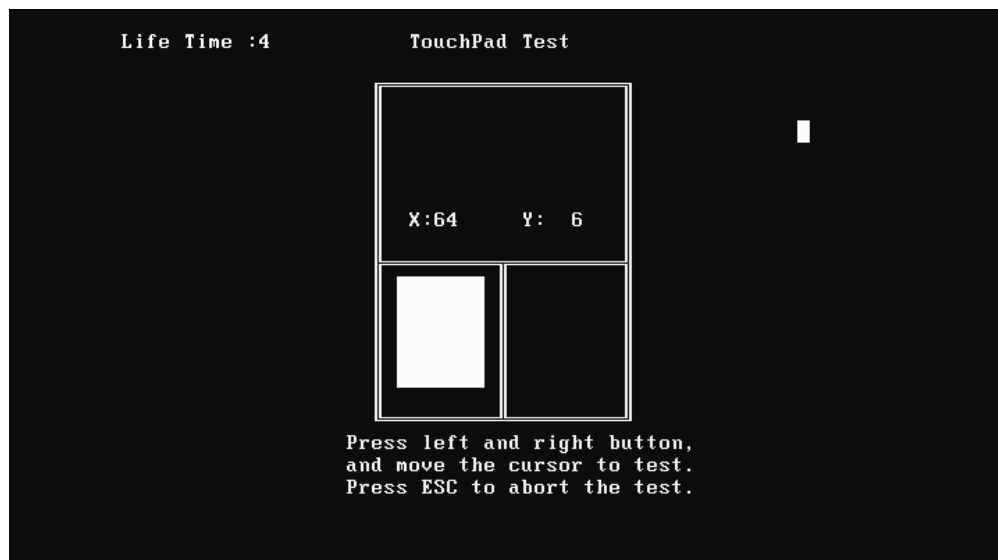 Life Time :4 TouchPad Test
X:64 Y: 6
Press left and right button,
and move the cursor to test.
Press ESC to abort the test.